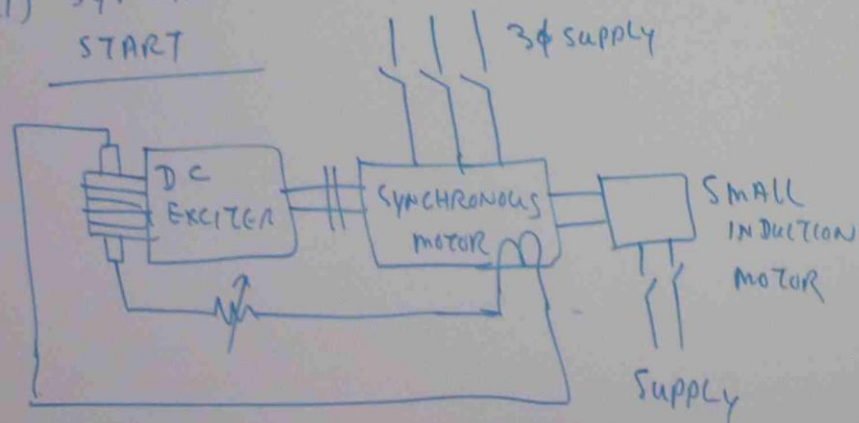 START
3φ SUPPLY
DC
EXCITER
SYNCHRONOUS
MOTOR
SMALL
INDUCTION
MOTOR
SUPPLY